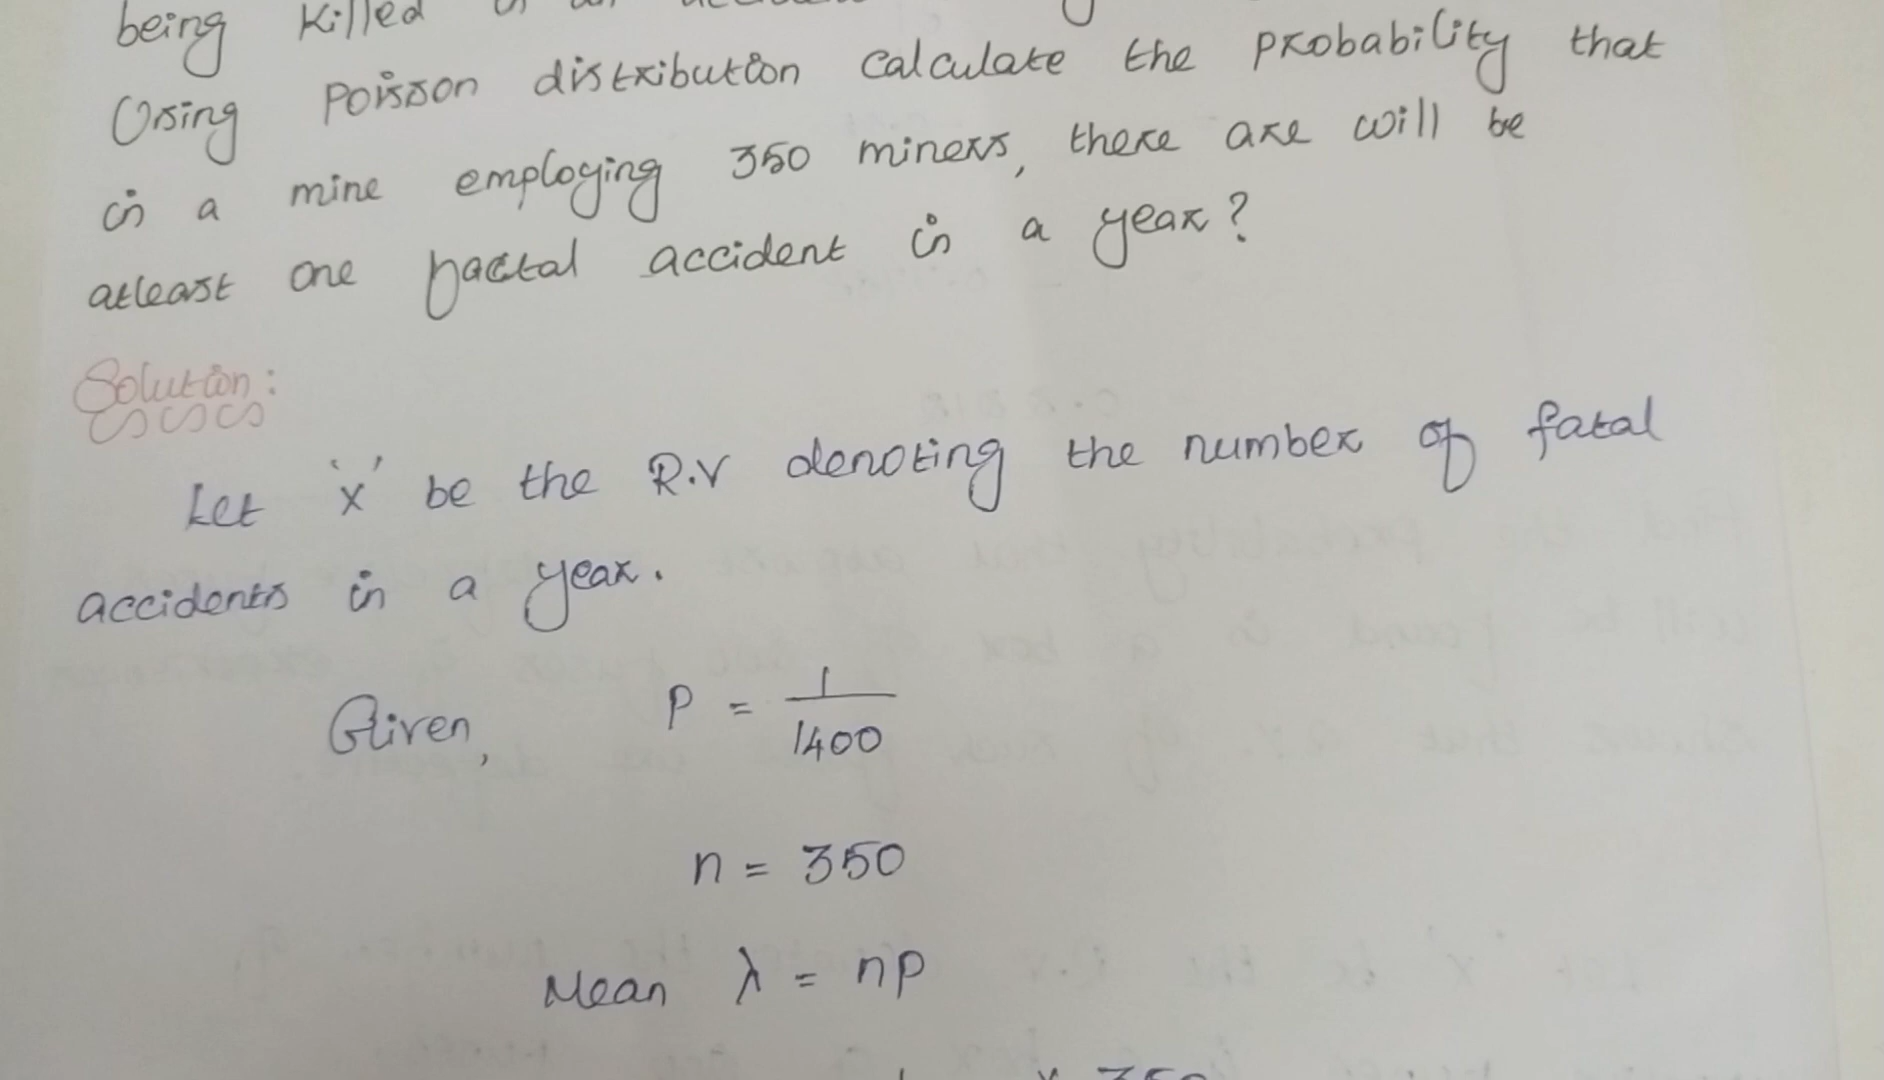 being killed
Using Poisson distribution calculate the probability that
in a mine employing 350 miners, there are will be
atleast one factal accident in a year?
Solution:
Let 'x' be the R.V denoting the number of fatal
accidents in a year.
Given, P = 1/1400
n = 350
Mean λ = np
x 350